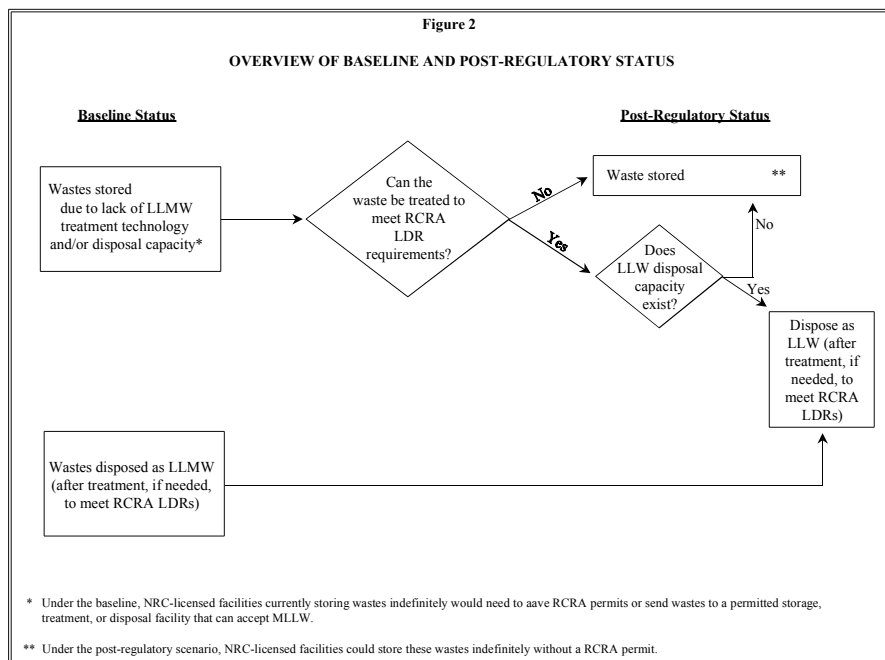 Figure 2
OVERVIEW OF BASELINE AND POST-REGULATORY STATUS
Baseline Status
Post-Regulatory Status
Wastes stored
due to lack of LLMW
treatment technology
and/or disposal capacity*
Can the
waste be treated to
meet RCRA
LDR
requirements?
No
Yes
Waste stored **
Does
LLW disposal
capacity
exist?
No
Yes
Dispose as
LLW (after
treatment, if
needed, to
meet RCRA
LDRs)
Wastes disposed as LLMW
(after treatment, if needed,
to meet RCRA LDRs)
* Under the baseline, NRC-licensed facilities currently storing wastes indefinitely would need to aave RCRA permits or send wastes to a permitted storage,
treatment, or disposal facility that can accept MLLW.
** Under the post-regulatory scenario, NRC-licensed facilities could store these wastes indefinitely without a RCRA permit.